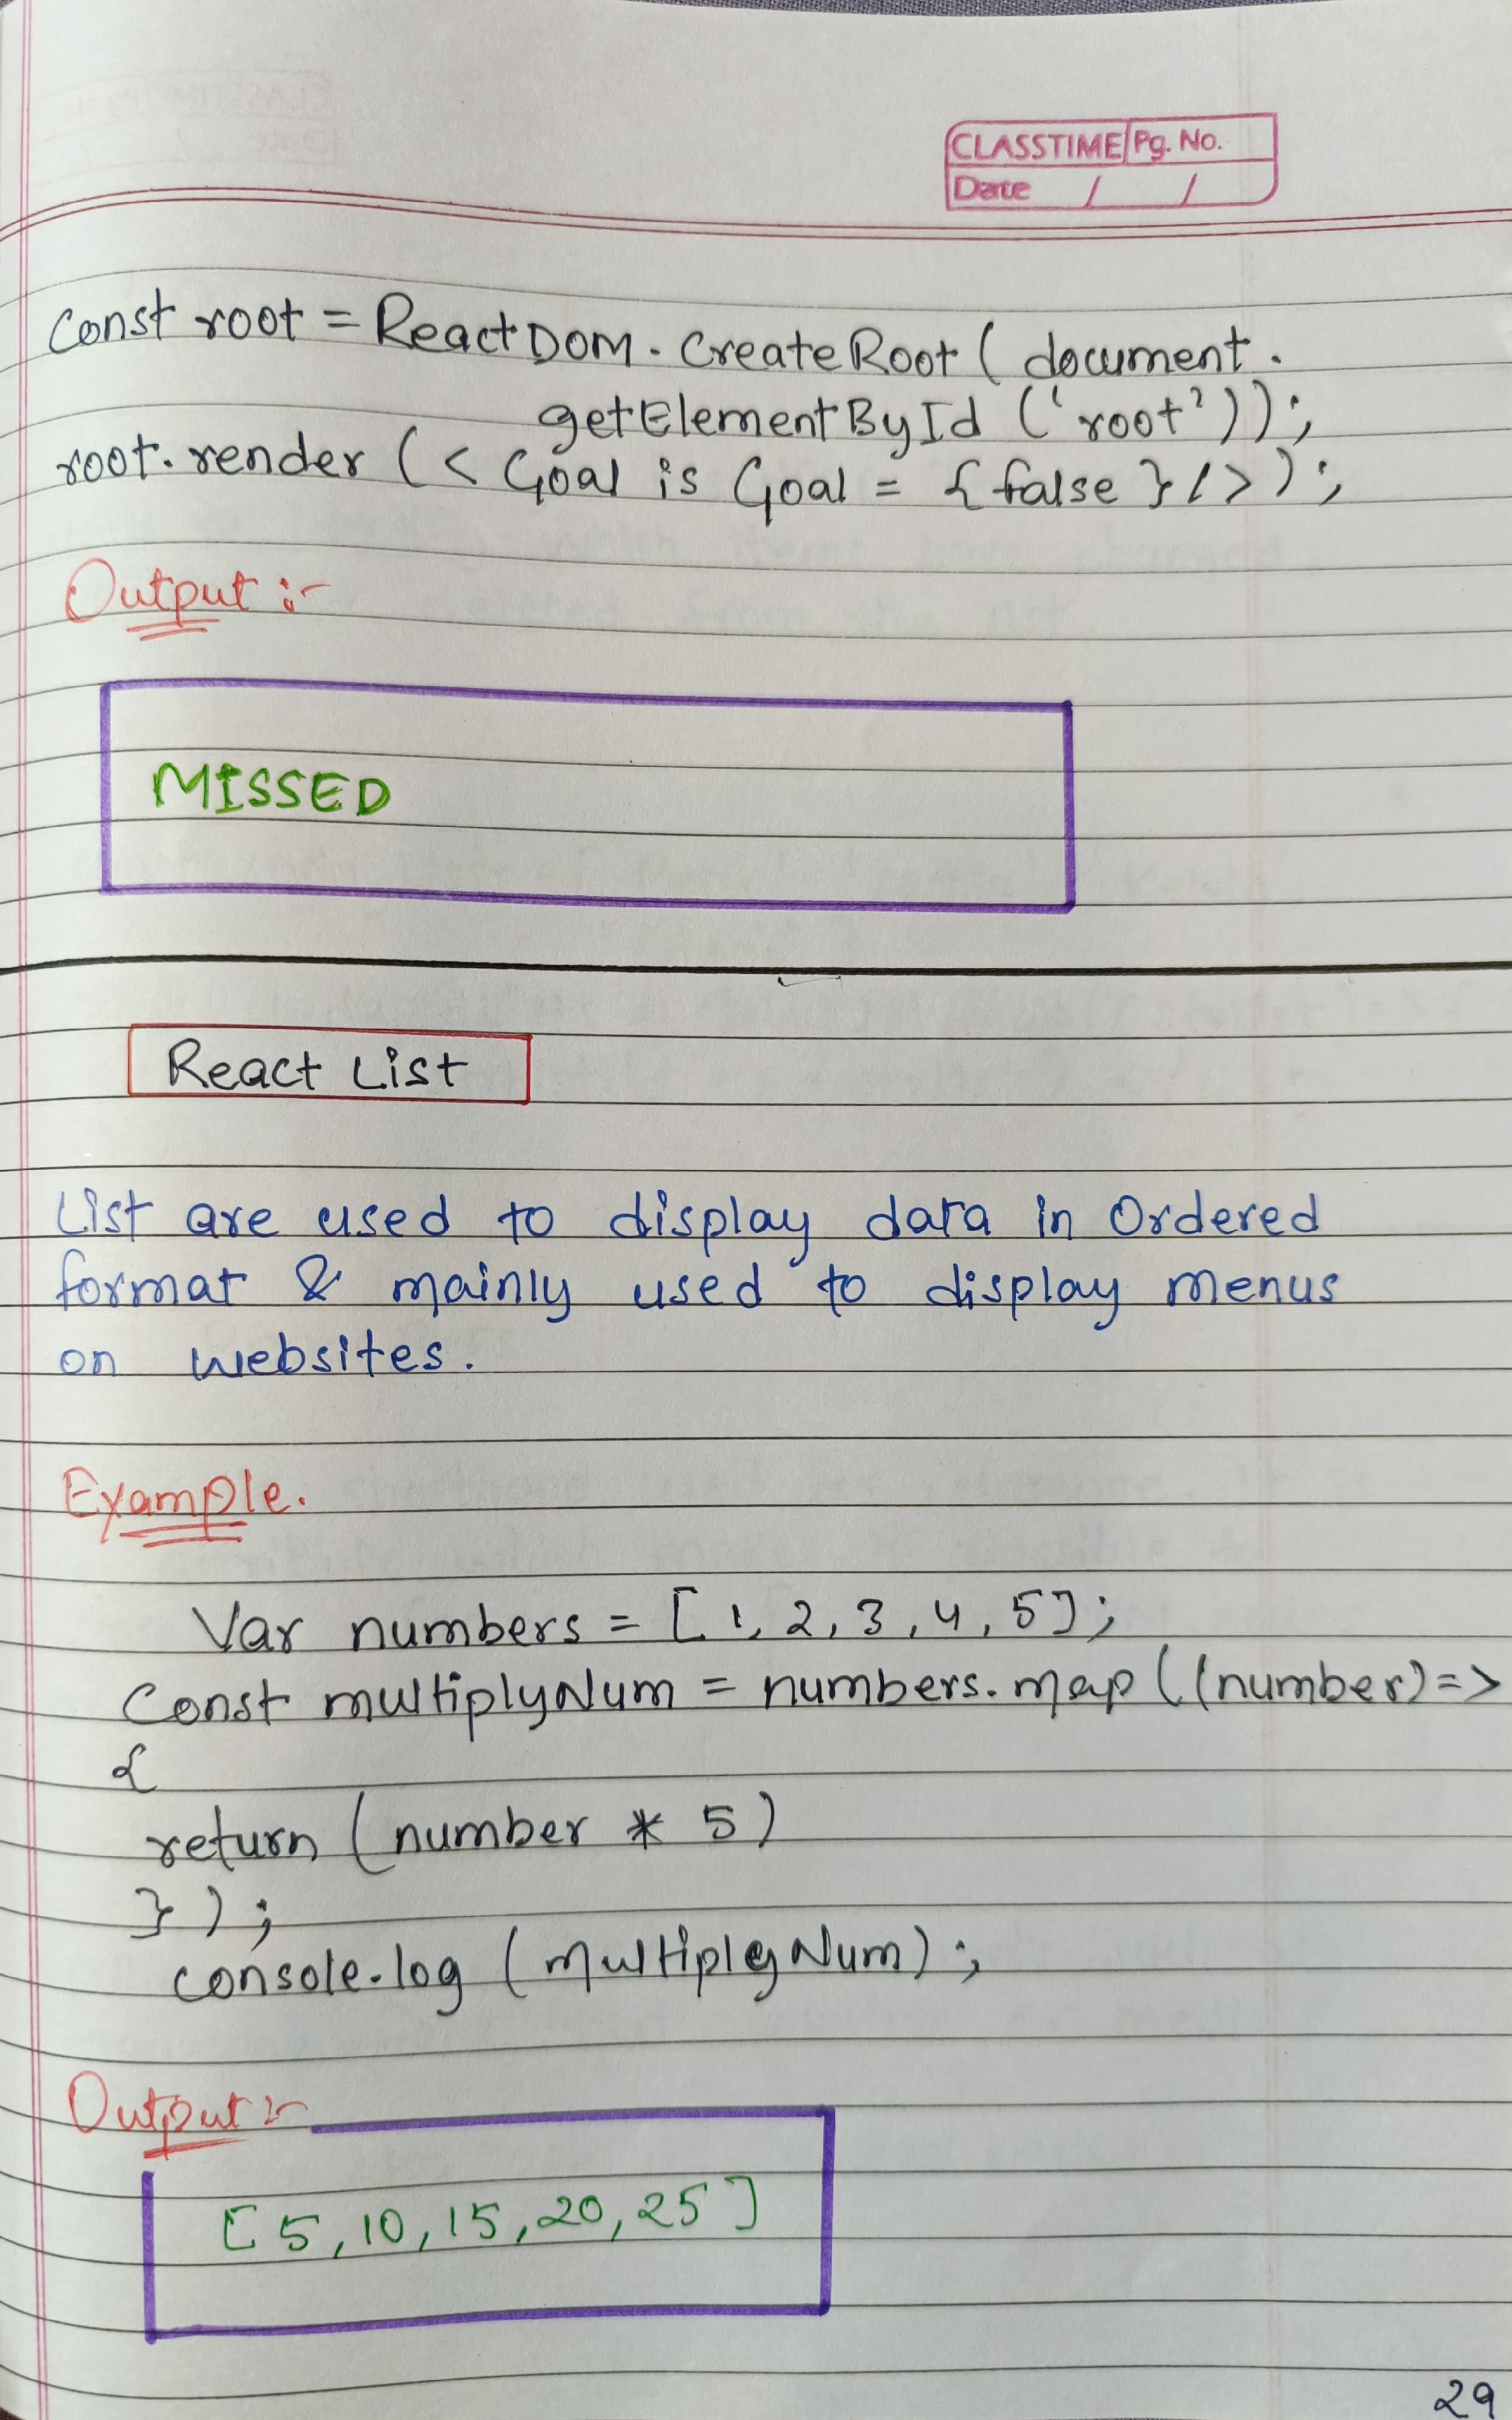 CLASSTIME Pg. No.
Date / /
const root = ReactDOM.createRoot( document.
getElementById ('root'));
root.render (< Goal is Goal = {false} />);
Output :-
MISSED
React List
List are used to display data in Ordered
format & mainly used to display menus
on websites.
Example.
Var numbers = [1, 2, 3, 4, 5];
Const multiplyNum = numbers.map((number)=>
{
return (number * 5)
});
console.log (multiplyNum);
Output :-
[5, 10, 15, 20, 25]
29